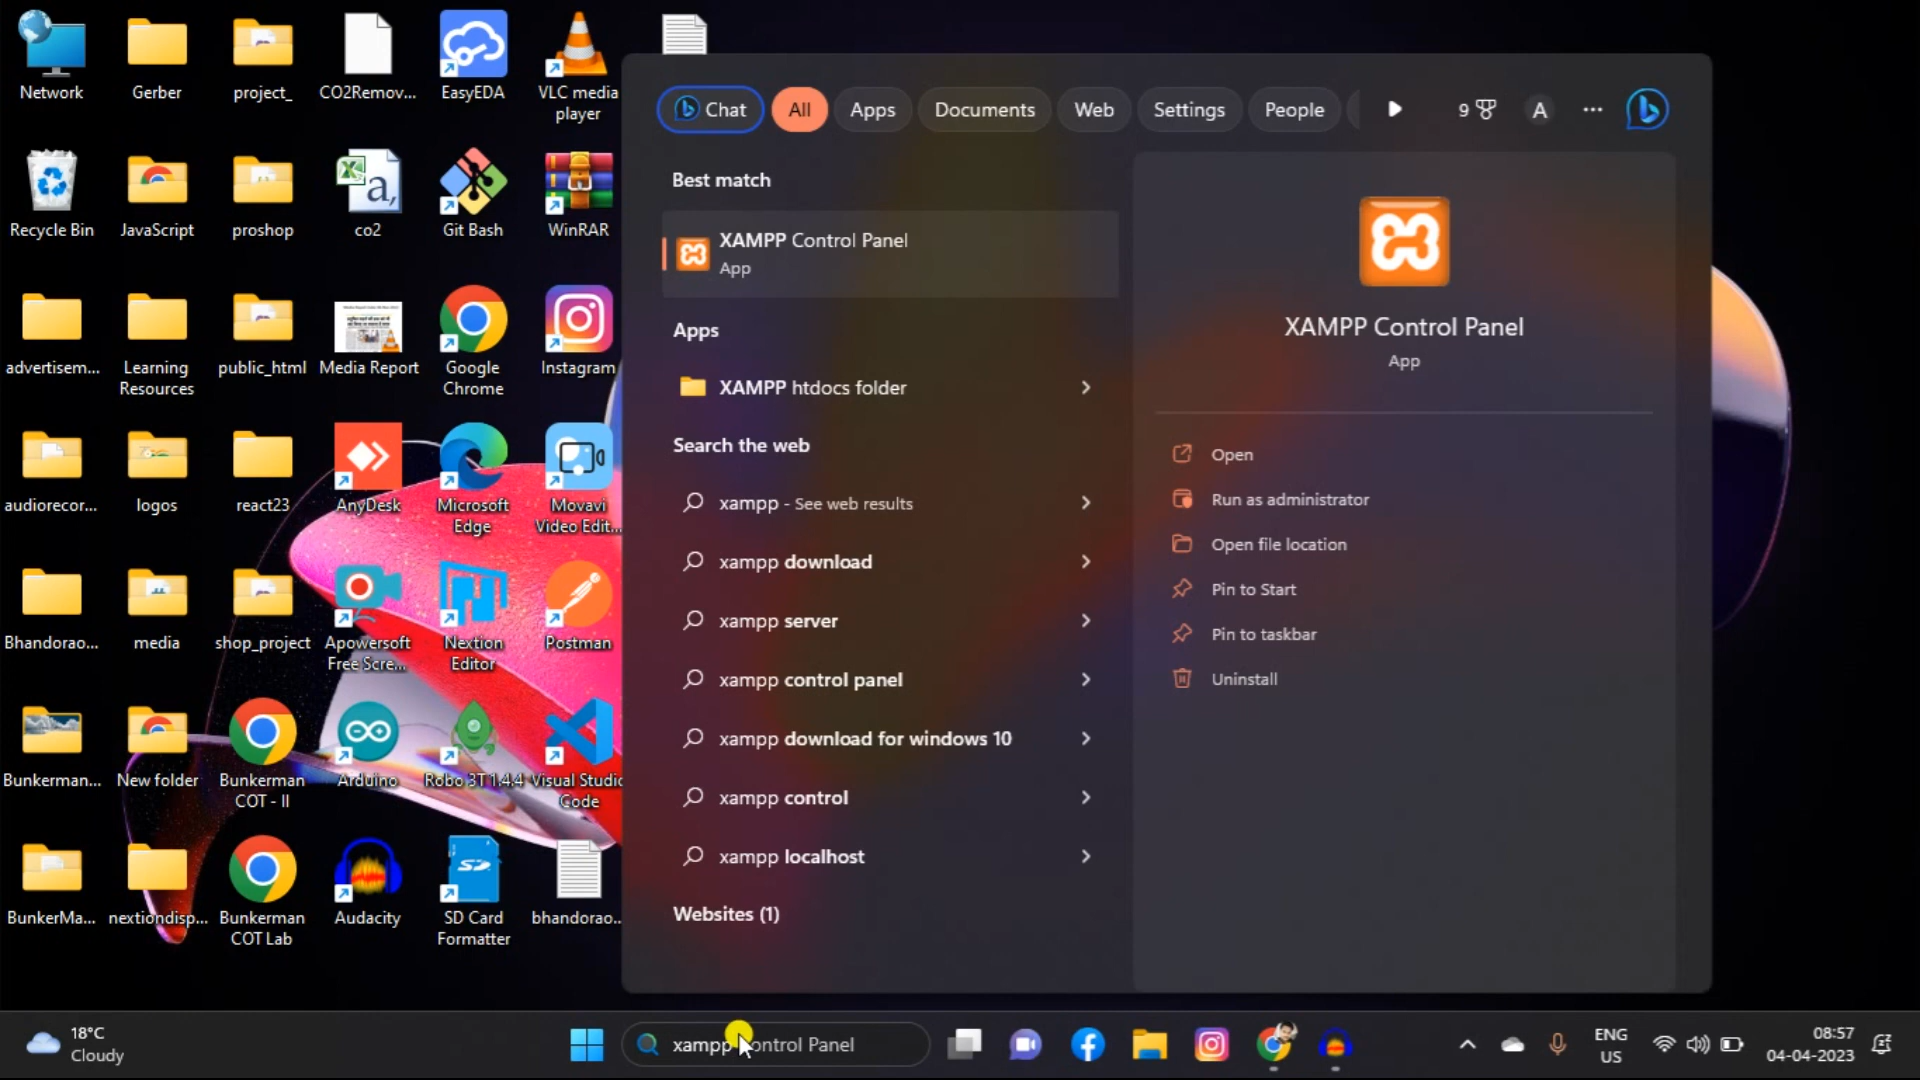 Network
Gerber
project_
CO2Remov...
EasyEDA
VLC media
player
Recycle Bin
JavaScript
proshop
co2
Git Bash
WinRAR
advertisem...
Learning
Resources
public_html
Media Report
Google
Chrome
Instagram
audiorecor...
logos
react23
AnyDesk
Microsoft
Edge
Movavi
Video Edit...
Bhandorao...
media
shop_project
Apowersoft
Free Scre...
Nextion
Editor
Postman
Bunkerman...
New folder
Bunkerman
COT - II
Arduino
Robo 3T 1.4.4
Visual Studio
Code
BunkerMa...
nextiondisp...
Bunkerman
COT Lab
Audacity
SD Card
Formatter
bhandorao...
Chat
All
Apps
Documents
Web
Settings
People
9
A
Best match
XAMPP Control Panel
App
Apps
XAMPP htdocs folder
Search the web
xampp - See web results
xampp download
xampp server
xampp control panel
xampp download for windows 10
xampp control
xampp localhost
Websites (1)
XAMPP Control Panel
App
Open
Run as administrator
Open file location
Pin to Start
Pin to taskbar
Uninstall
18°C
Cloudy
xampp Control Panel
ENG
US
08:57
04-04-2023